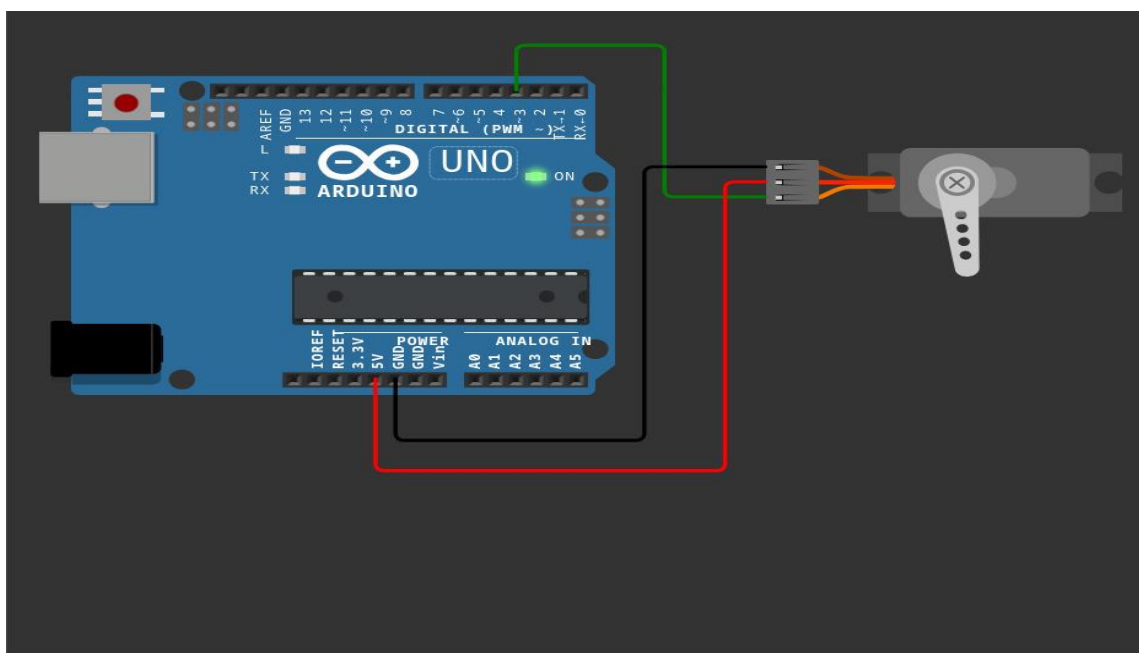 AREF
GND
13
12
~11
~10
~9
8
7
~6
~5
4
~3
2
TX→1
RX←0
DIGITAL (PWM ~)
L
TX
RX
UNO
ON
ARDUINO
IOREF
RESET
3.3V
5V
GND
GND
Vin
POWER
ANALOG IN
A0
A1
A2
A3
A4
A5